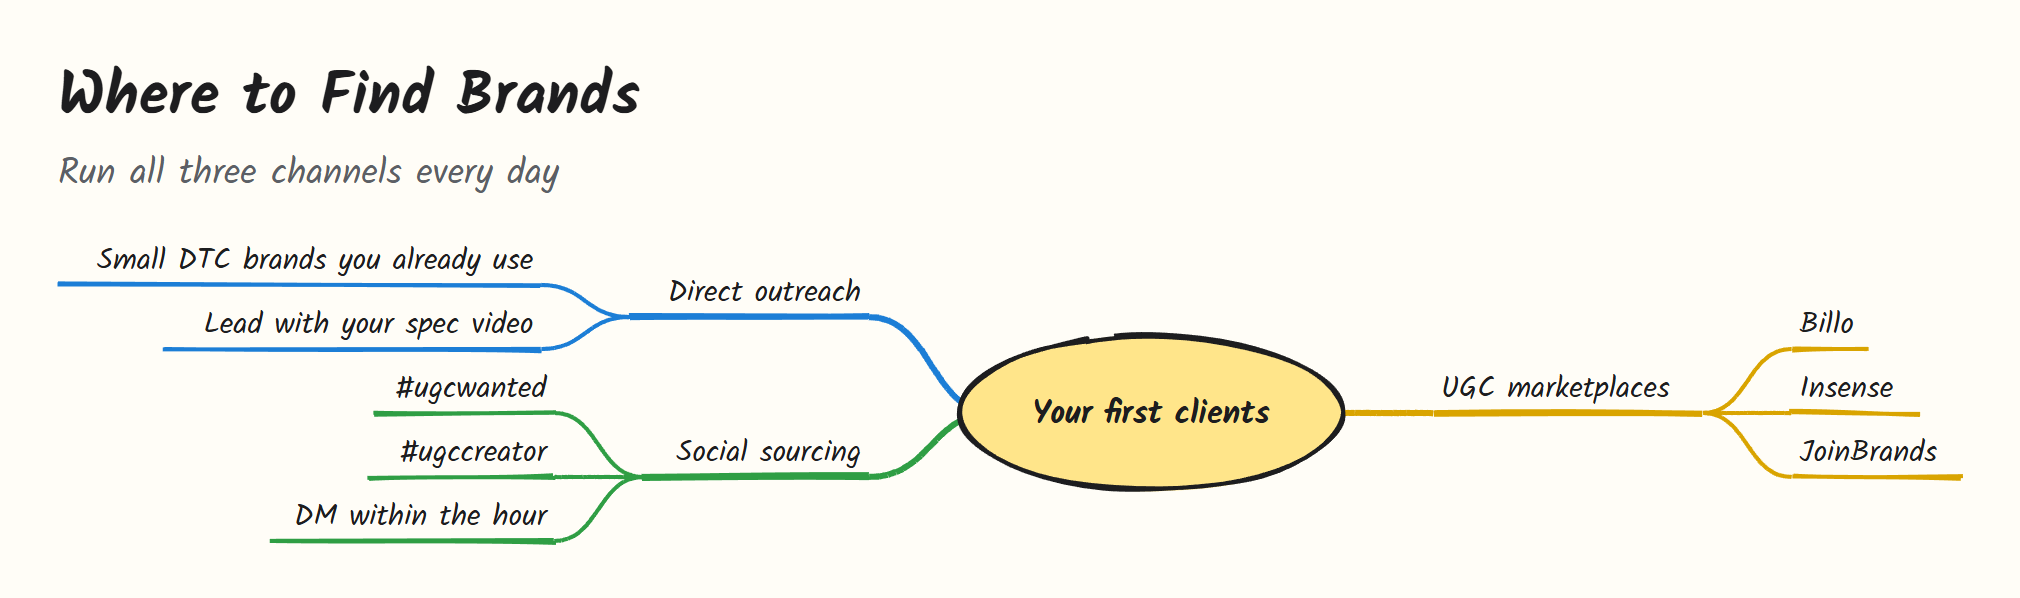 Where to Find Brands
Run all three channels every day
Small DTC brands you already use
Lead with your spec video
Direct outreach
#ugcwanted
#ugccreator
DM within the hour
Social sourcing
Your first clients
UGC marketplaces
Billo
Insense
JoinBrands